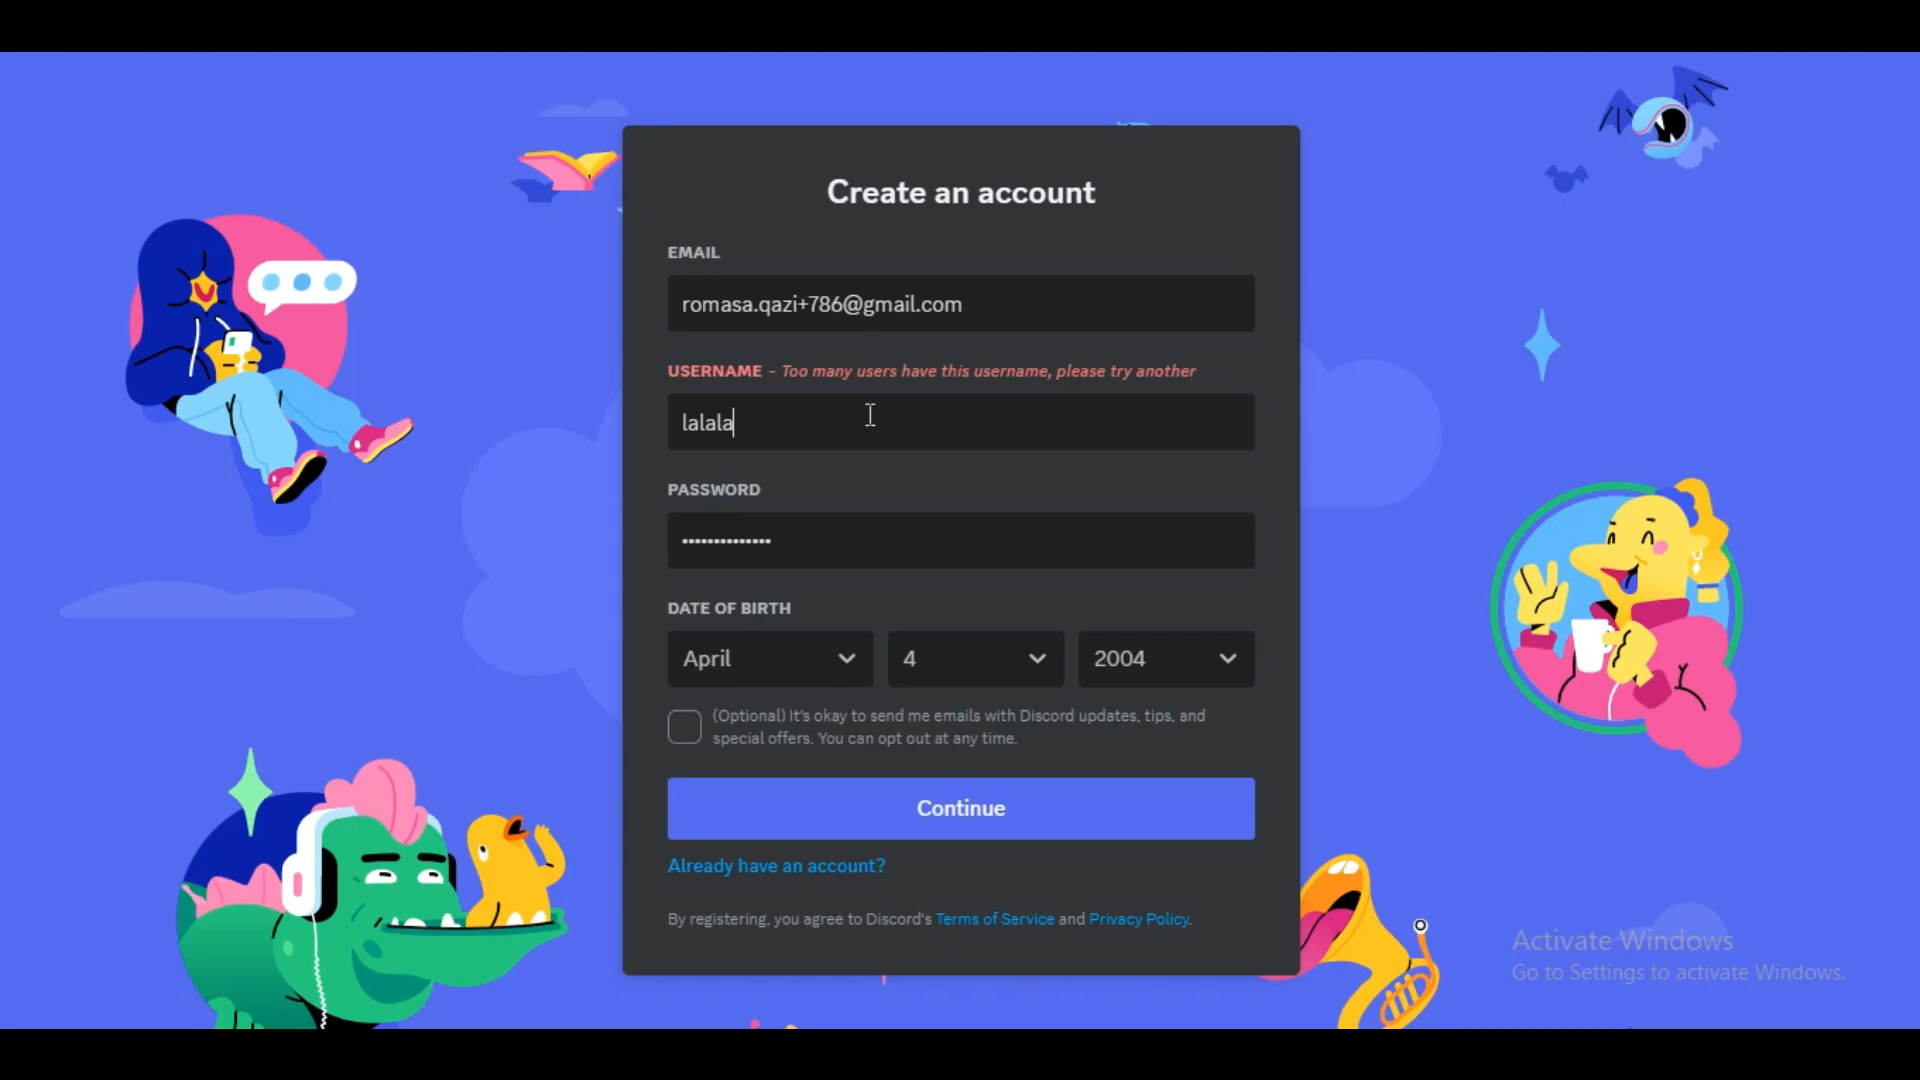 Create an account
EMAIL
romasa.qazi+786@gmail.com
USERNAME - Too many users have this username, please try another
lalala
PASSWORD
••••••••••••••
DATE OF BIRTH
April 4 2004
(Optional) It's okay to send me emails with Discord updates, tips, and
special offers. You can opt out at any time.
Continue
Already have an account?
By registering, you agree to Discord's Terms of Service and Privacy Policy.
Activate Windows
Go to Settings to activate Windows.